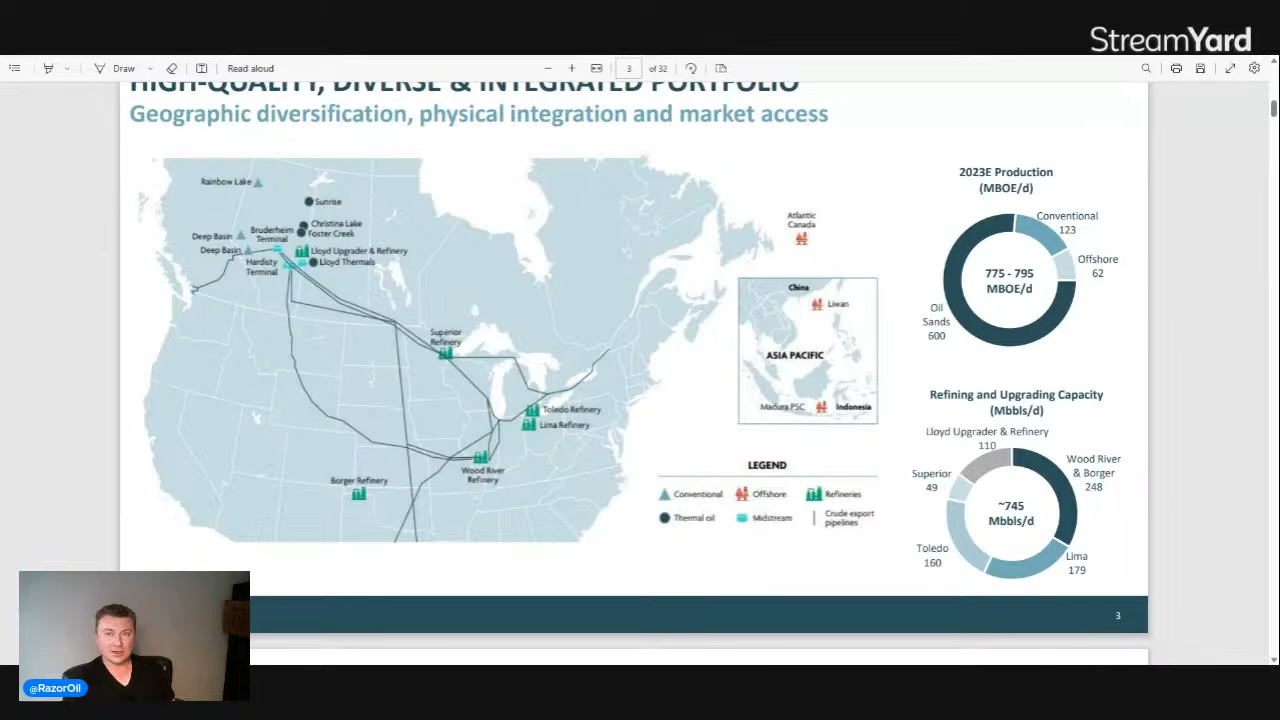 StreamYard
Draw
Read aloud
3
of 32
HIGH-QUALITY, DIVERSE & INTEGRATED PORTFOLIO
Geographic diversification, physical integration and market access
Rainbow Lake
Sunrise
Christina Lake
Foster Creek
Bruderheim
Terminal
Deep Basin
Deep Basin
Lloyd Upgrader & Refinery
Hardisty
Terminal
Lloyd Thermals
Superior
Refinery
Toledo Refinery
Lima Refinery
Wood River
Refinery
Borger Refinery
Atlantic
Canada
China
Liwan
ASIA PACIFIC
Madura PSC
Indonesia
LEGEND
Conventional
Offshore
Refineries
Thermal oil
Midstream
Crude export
pipelines
2023E Production
(MBOE/d)
Conventional
123
Offshore
62
775 - 795
MBOE/d
Oil
Sands
600
Refining and Upgrading Capacity
(Mbbls/d)
Lloyd Upgrader & Refinery
110
Wood River
& Borger
248
Superior
49
~745
Mbbls/d
Toledo
160
Lima
179
3
@RazorOil